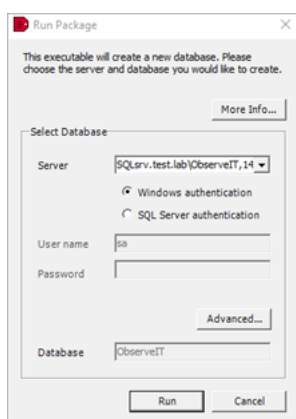 Run Package
This executable will create a new database. Please
choose the server and database you would like to create.
More Info...
Select Database
Server
SQLsrv.test.lab\ObserveIT,14
Windows authentication
SQL Server authentication
User name
sa
Password
Advanced...
Database
ObserveIT
Run Cancel